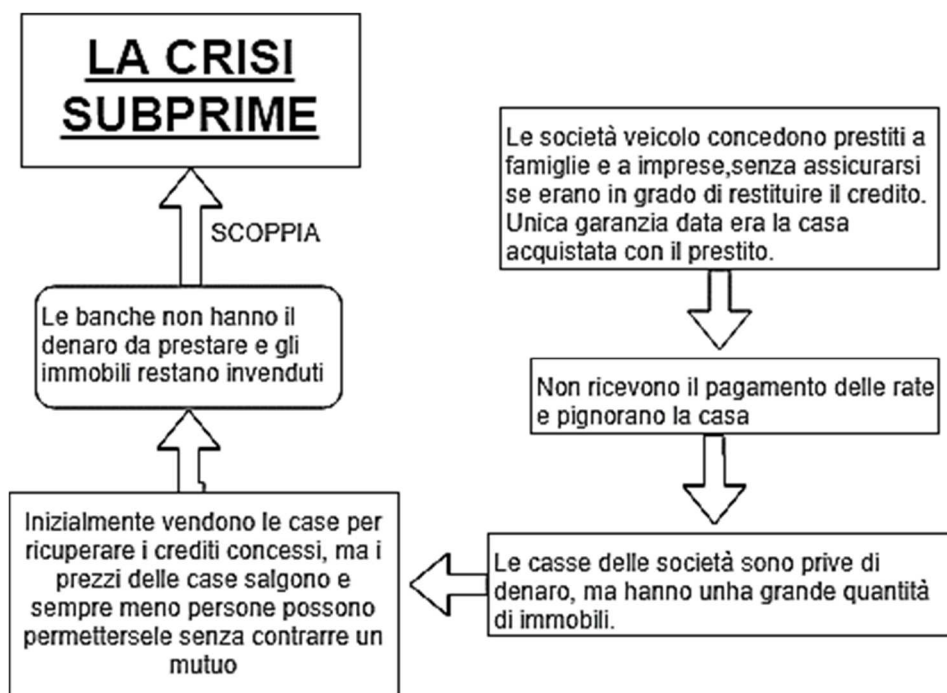 LA CRISI
SUBPRIME
SCOPPIA
Le società veicolo concedono prestiti a
famiglie e a imprese,senza assicurarsi
se erano in grado di restituire il credito.
Unica garanzia data era la casa
acquistata con il prestito.
Non ricevono il pagamento delle rate
e pignorano la casa
Le casse delle società sono prive di
denaro, ma hanno unha grande quantità
di immobili.
Inizialmente vendono le case per
ricuperare i crediti concessi, ma i
prezzi delle case salgono e
sempre meno persone possono
permettersele senza contrarre un
mutuo
Le banche non hanno il
denaro da prestare e gli
immobili restano invenduti